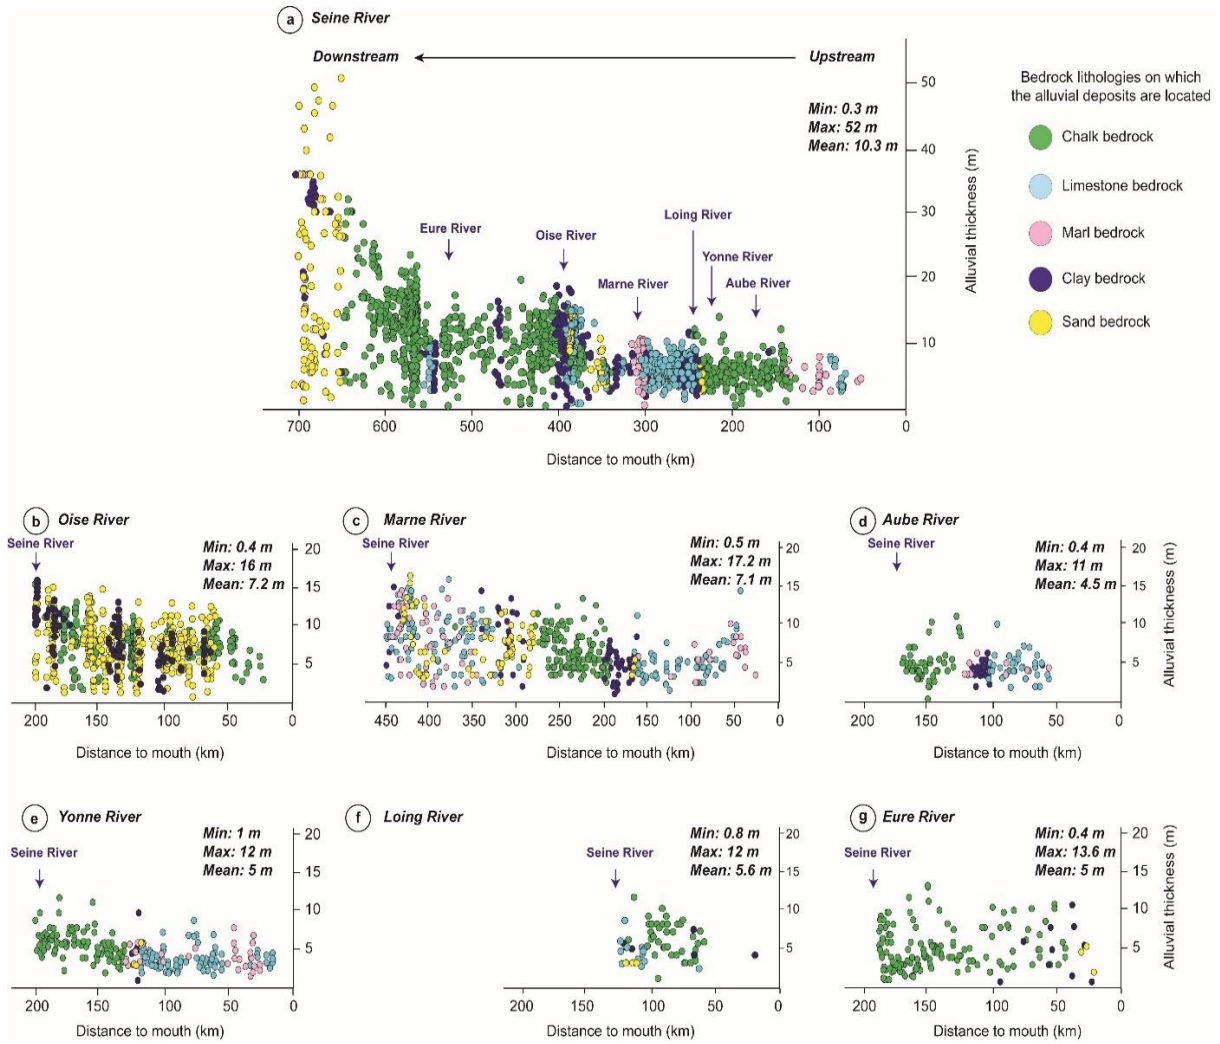 a Seine River
Downstream
Upstream
Min: 0.3 m
Max: 52 m
Mean: 10.3 m
Eure River
Oise River
Marne River
Loing River
Yonne River
Aube River
50
40
30
20
10
Alluvial thickness (m)
700 600 500 400 300 200 100 0
Distance to mouth (km)
Bedrock lithologies on which
the alluvial deposits are located
Chalk bedrock
Limestone bedrock
Marl bedrock
Clay bedrock
Sand bedrock
b Oise River
Seine River
Min: 0.4 m
Max: 16 m
Mean: 7.2 m
20
15
10
5
200 150 100 50 0
Distance to mouth (km)
c Marne River
Seine River
Min: 0.5 m
Max: 17.2 m
Mean: 7.1 m
20
15
10
5
450 400 350 300 250 200 150 100 50 0
Distance to mouth (km)
d Aube River
Seine River
Min: 0.4 m
Max: 11 m
Mean: 4.5 m
20
15
10
5
Alluvial thickness (m)
200 150 100 50 0
Distance to mouth (km)
e Yonne River
Seine River
Min: 1 m
Max: 12 m
Mean: 5 m
20
15
10
5
200 150 100 50 0
Distance to mouth (km)
f Loing River
Seine River
Min: 0.8 m
Max: 12 m
Mean: 5.6 m
20
15
10
5
200 150 100 50 0
Distance to mouth (km)
g Eure River
Seine River
Min: 0.4 m
Max: 13.6 m
Mean: 5 m
20
15
10
5
Alluvial thickness (m)
200 150 100 50 0
Distance to mouth (km)